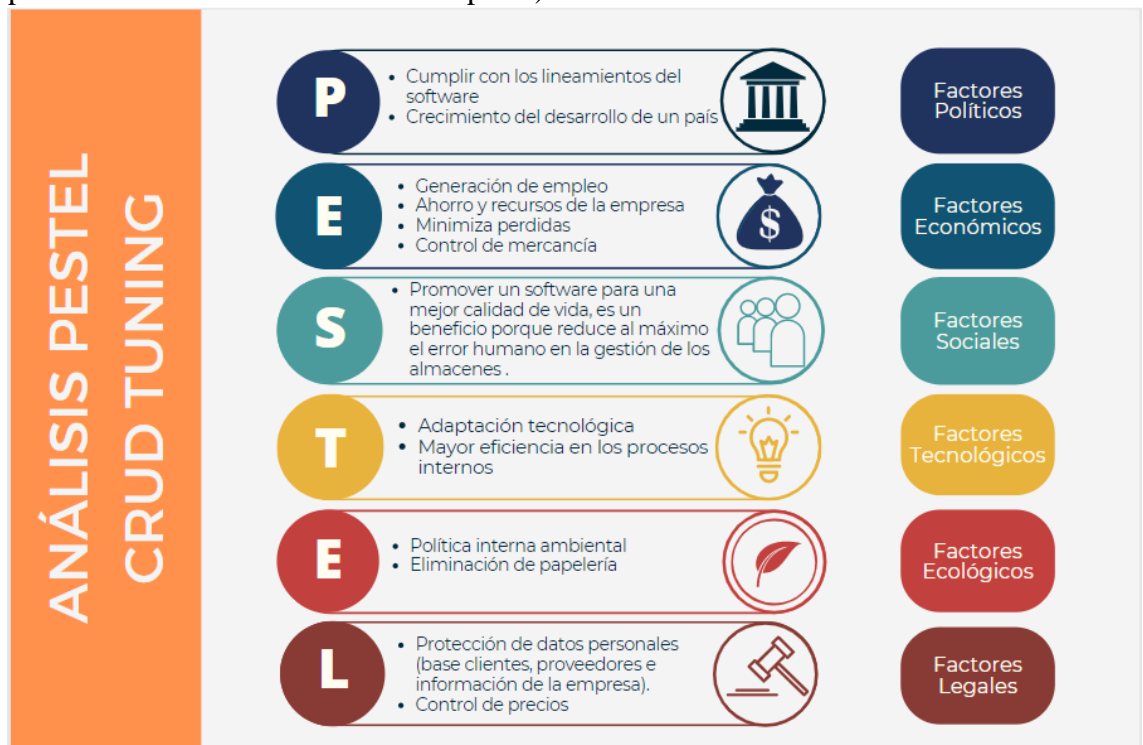 ANÁLISIS PESTEL
CRUD TUNING
P
• Cumplir con los lineamientos del
software
• Crecimiento del desarrollo de un país
Factores
Políticos
E
• Generación de empleo
• Ahorro y recursos de la empresa
• Minimiza perdidas
• Control de mercancía
$
Factores
Económicos
S
• Promover un software para una
mejor calidad de vida, es un
beneficio porque reduce al máximo
el error humano en la gestión de los
almacenes .
Factores
Sociales
T
• Adaptación tecnológica
• Mayor eficiencia en los procesos
internos
Factores
Tecnológicos
E
• Política interna ambiental
• Eliminación de papelería
Factores
Ecológicos
L
• Protección de datos personales
(base clientes, proveedores e
información de la empresa).
• Control de precios
Factores
Legales